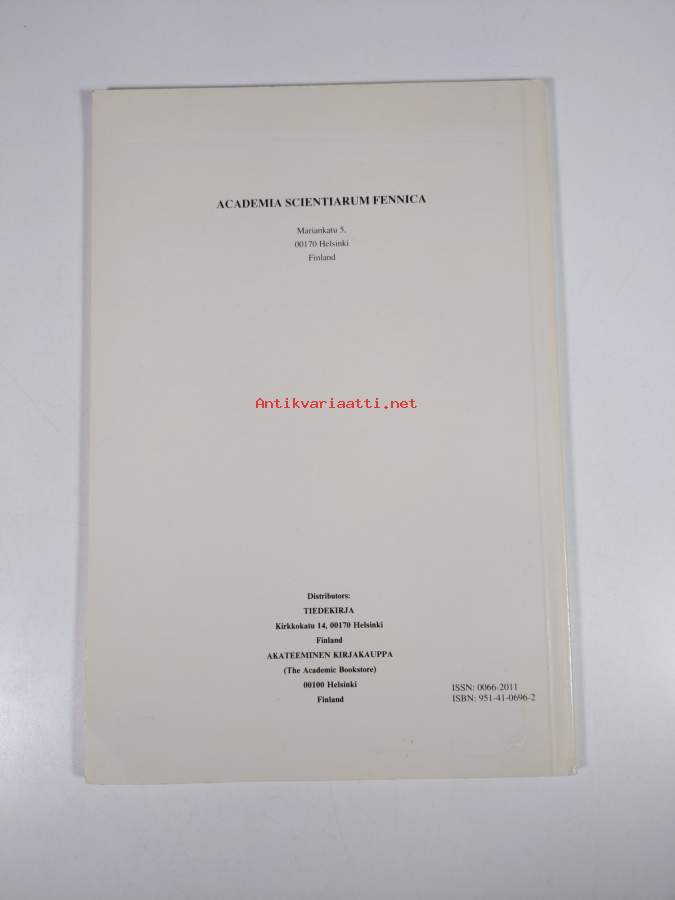 ACADEMIA SCIENTIARUM FENNICA
Mariankatu 5,
00170 Helsinki
Finland
Antikvariaatti.net
Distributors:
TIEDEKIRJA
Kirkkokatu 14, 00170 Helsinki
Finland
AKATEEMINEN KIRJAKAUPPA
(The Academic Bookstore)
00100 Helsinki
Finland
ISSN: 0066-2011
ISBN: 951-41-0696-2